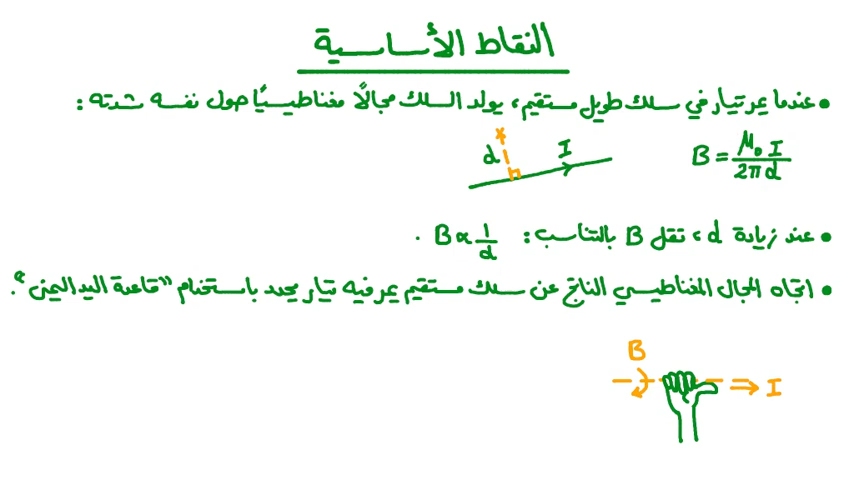 النقاط الأساسية
• عندما يمر تيار في سلك طويل مستقيم، يولد السلك مجالًا مغناطيسيًا حول نفسه شدته:
d I B = μ₀ I / 2πd
• عند زيادة d، تقل B بالتناسب: B ∝ 1/d.
• اتجاه المجال المغناطيسي الناتج عن سلك مستقيم يمر فيه تيار يحدد باستخدام "قاعدة اليد اليمنى".
B
I